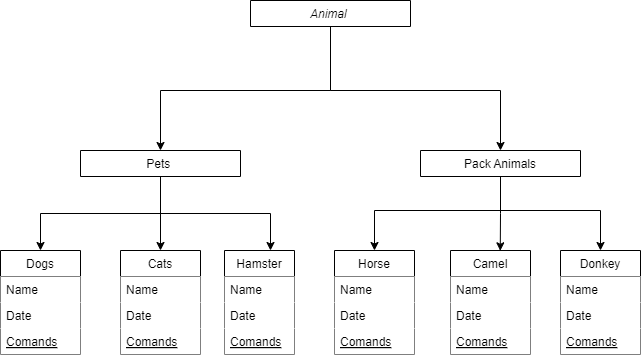 Animal
Pets
Pack Animals
Dogs
Name
Date
Comands
Cats
Name
Date
Comands
Hamster
Name
Date
Comands
Horse
Name
Date
Comands
Camel
Name
Date
Comands
Donkey
Name
Date
Comands